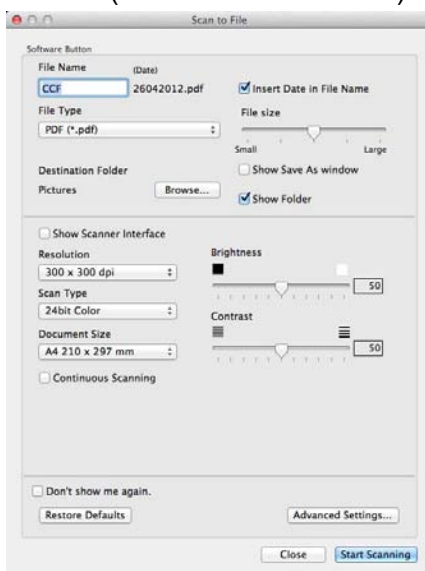 Scan to File
Software Button
File Name (Date)
CCF 26042012.pdf
Insert Date in File Name
File Type
PDF (*.pdf)
File size
Small Large
Destination Folder
Pictures Browse...
Show Save As window
Show Folder
Show Scanner Interface
Resolution
300 x 300 dpi
Scan Type
24bit Color
Document Size
A4 210 x 297 mm
Continuous Scanning
Brightness
50
Contrast
50
Don't show me again.
Restore Defaults Advanced Settings...
Close Start Scanning